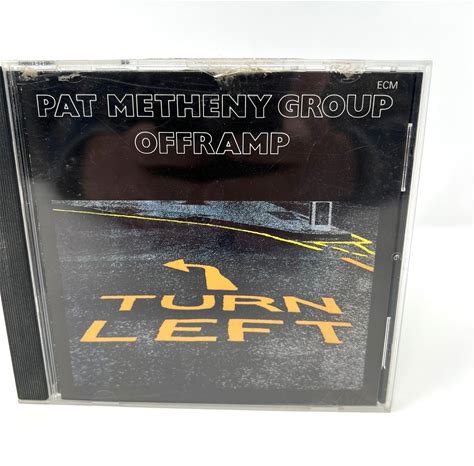 ECM
PAT METHENY GROUP
OFFRAMP
TURN
LEFT